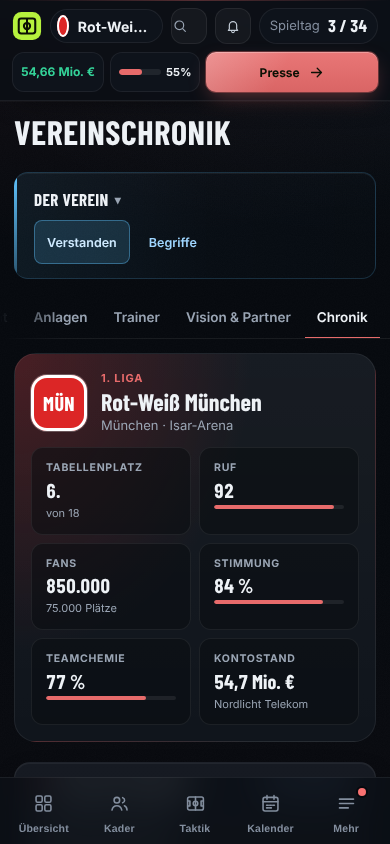 Rot-Wei...
Spieltag 3 / 34
54,66 Mio. €
55%
Presse →
VEREINSCHRONIK
DER VEREIN ▾
Verstanden
Begriffe
Anlagen
Trainer
Vision & Partner
Chronik
MÜN
1. LIGA
Rot-Weiß München
München · Isar-Arena
TABELLENPLATZ
6.
von 18
RUF
92
FANS
850.000
75.000 Plätze
STIMMUNG
84 %
TEAMCHEMIE
77 %
KONTOSTAND
54,7 Mio. €
Nordlicht Telekom
Übersicht
Kader
Taktik
Kalender
Mehr